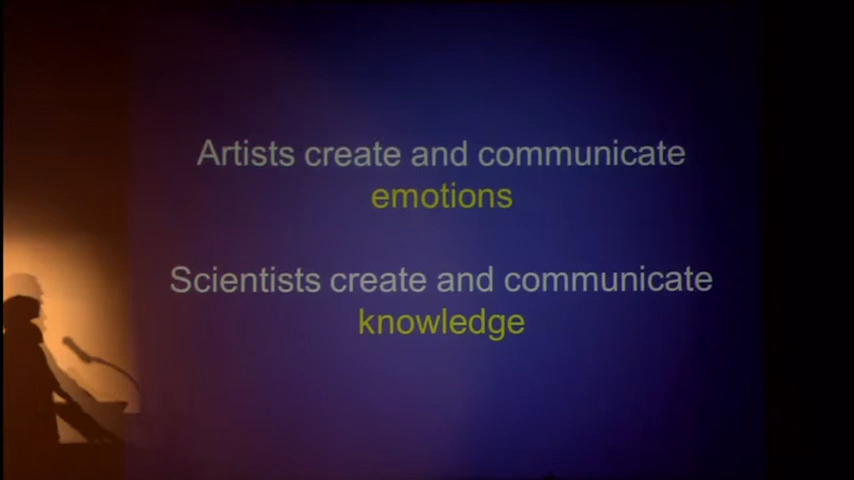 Artists create and communicate
emotions
Scientists create and communicate
knowledge